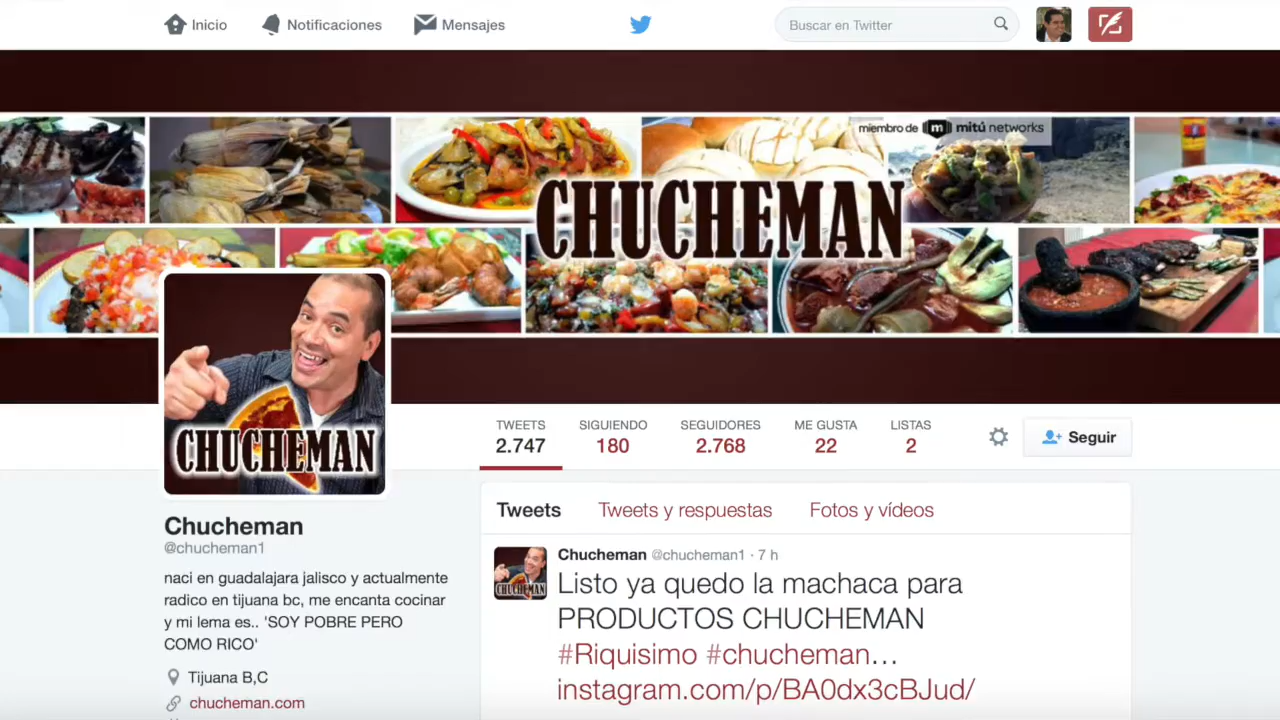 Inicio
Notificaciones
Mensajes
Buscar en Twitter
miembro de m mitú networks
CHUCHEMAN
CHUCHEMAN
TWEETS
2.747
SIGUIENDO
180
SEGUIDORES
2.768
ME GUSTA
22
LISTAS
2
Seguir
Chucheman
@chucheman1
naci en guadalajara jalisco y actualmente
radico en tijuana bc, me encanta cocinar
y mi lema es.. 'SOY POBRE PERO
COMO RICO'
Tijuana B,C
chucheman.com
Tweets
Tweets y respuestas
Fotos y vídeos
CHUCHEMAN
Chucheman @chucheman1 · 7 h
Listo ya quedo la machaca para
PRODUCTOS CHUCHEMAN
#Riquisimo #chucheman…
instagram.com/p/BA0dx3cBJud/